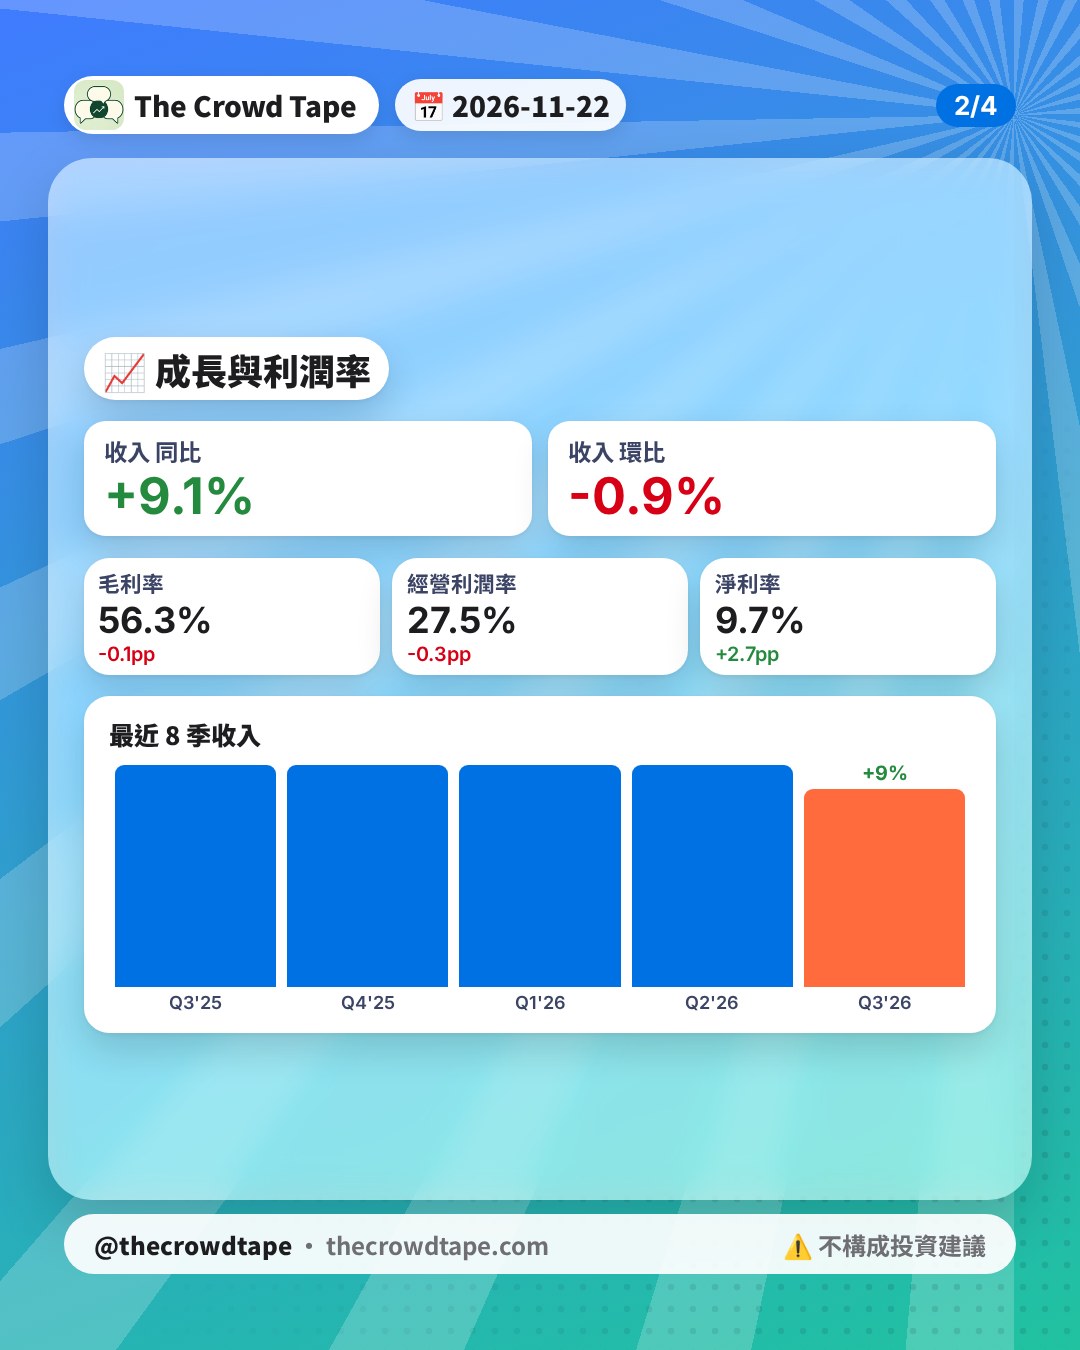 The Crowd Tape
2026-11-22
2/4
成長與利潤率
收入 同比
+9.1%
收入 環比
-0.9%
毛利率
56.3%
-0.1pp
經營利潤率
27.5%
-0.3pp
淨利率
9.7%
+2.7pp
最近 8 季收入
+9%
Q3'25
Q4'25
Q1'26
Q2'26
Q3'26
@thecrowdtape • thecrowdtape.com
不構成投資建議